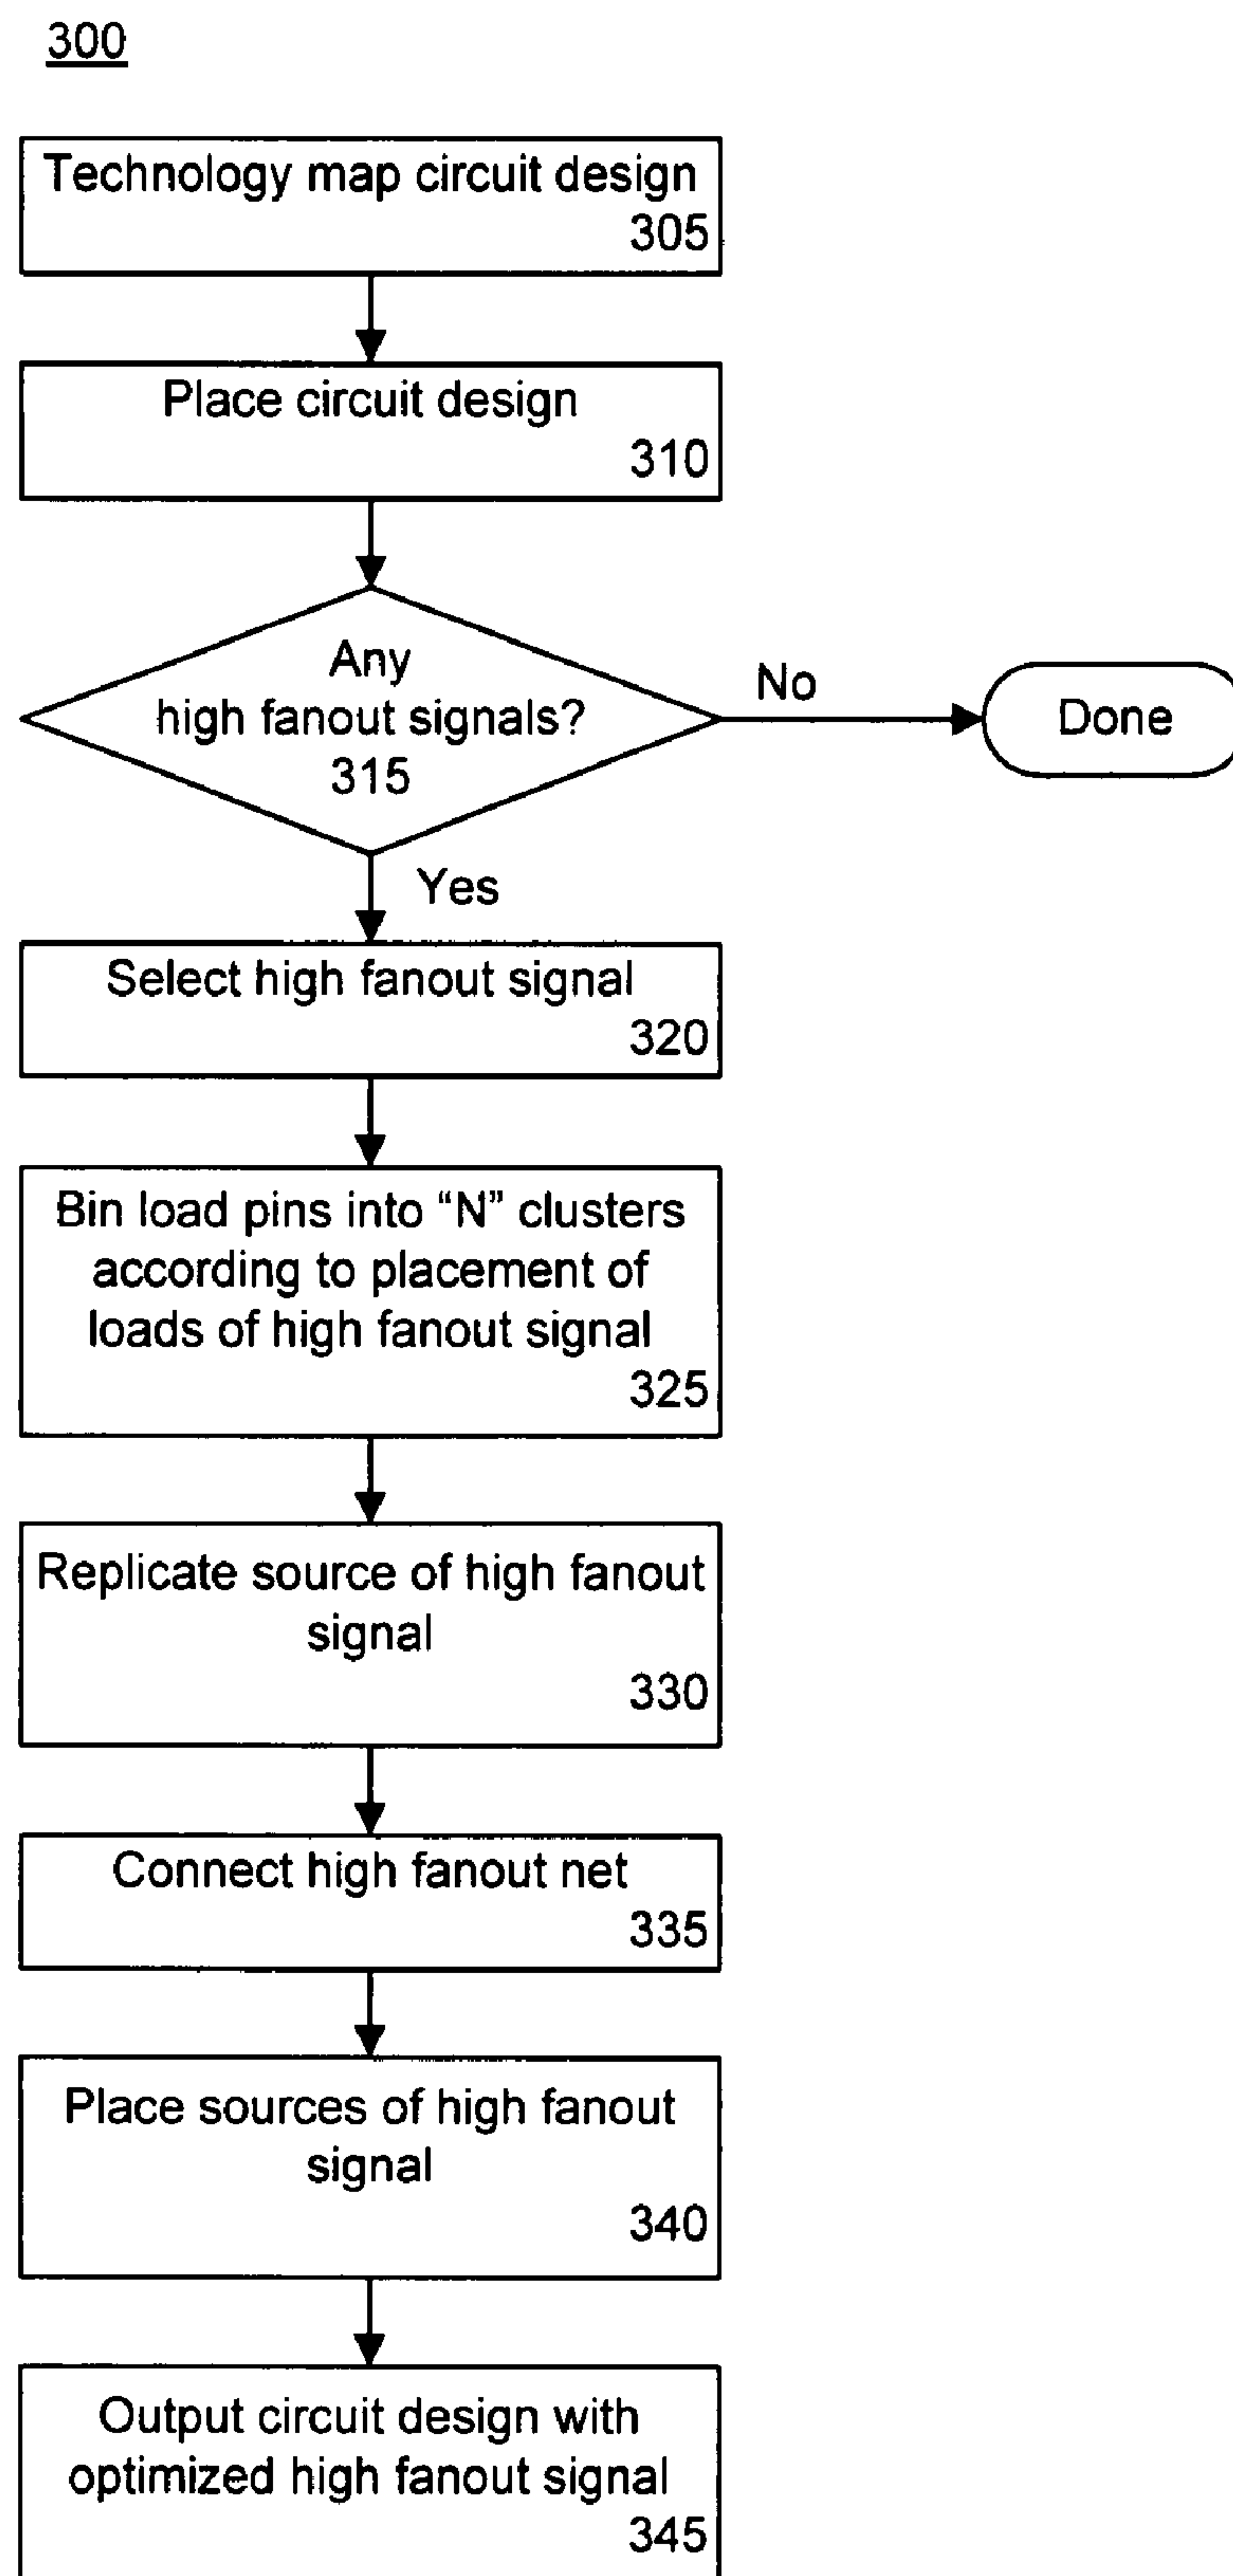 300
Technology map circuit design
305
Place circuit design
310
Any
high fanout signals?
315
No
Done
Yes
Select high fanout signal
320
Bin load pins into “N” clusters
according to placement of
loads of high fanout signal
325
Replicate source of high fanout
signal
330
Connect high fanout net
335
Place sources of high fanout
signal
340
Output circuit design with
optimized high fanout signal
345